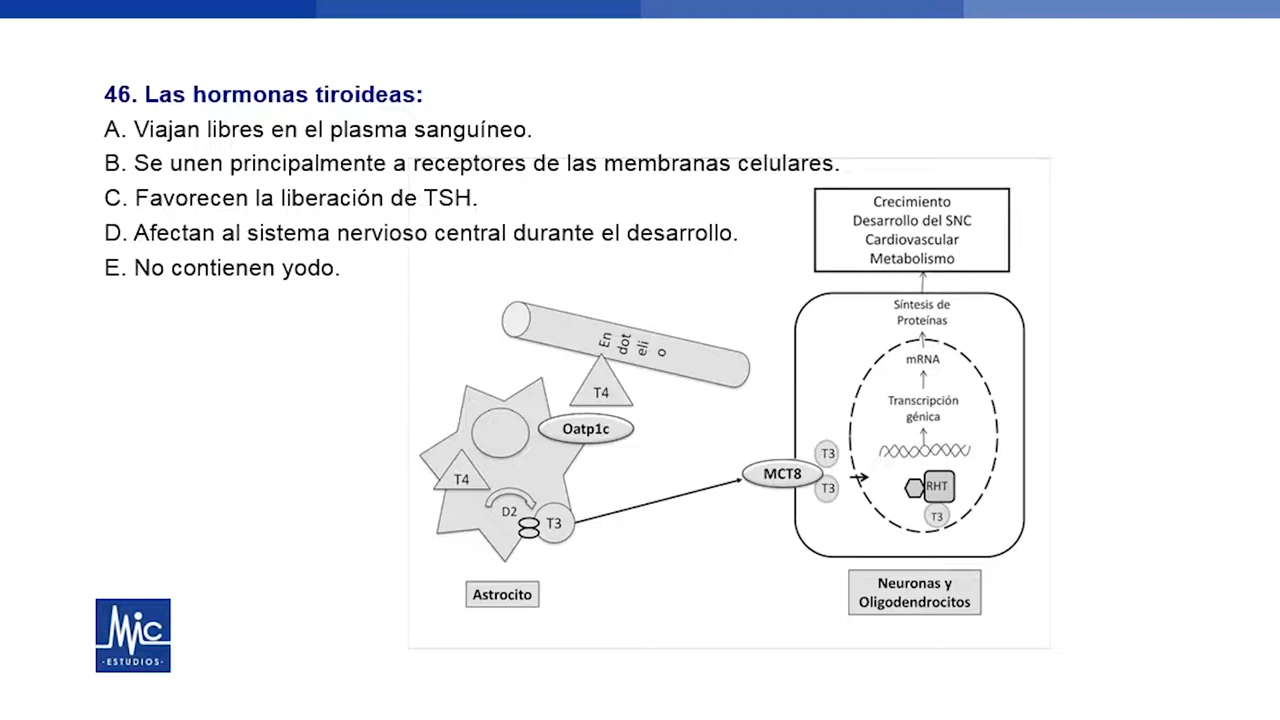 46. Las hormonas tiroideas:
A. Viajan libres en el plasma sanguíneo.
B. Se unen principalmente a receptores de las membranas celulares.
C. Favorecen la liberación de TSH.
D. Afectan al sistema nervioso central durante el desarrollo.
E. No contienen yodo.
Crecimiento
Desarrollo del SNC
Cardiovascular
Metabolismo
Síntesis de
Proteínas
mRNA
Transcripción
génica
RHT
T3
T3
T3
MCT8
En
dot
eli
o
T4
Oatp1c
T4
D2
T3
Astrocito
Neuronas y
Oligodendrocitos
Mic
·ESTUDIOS·